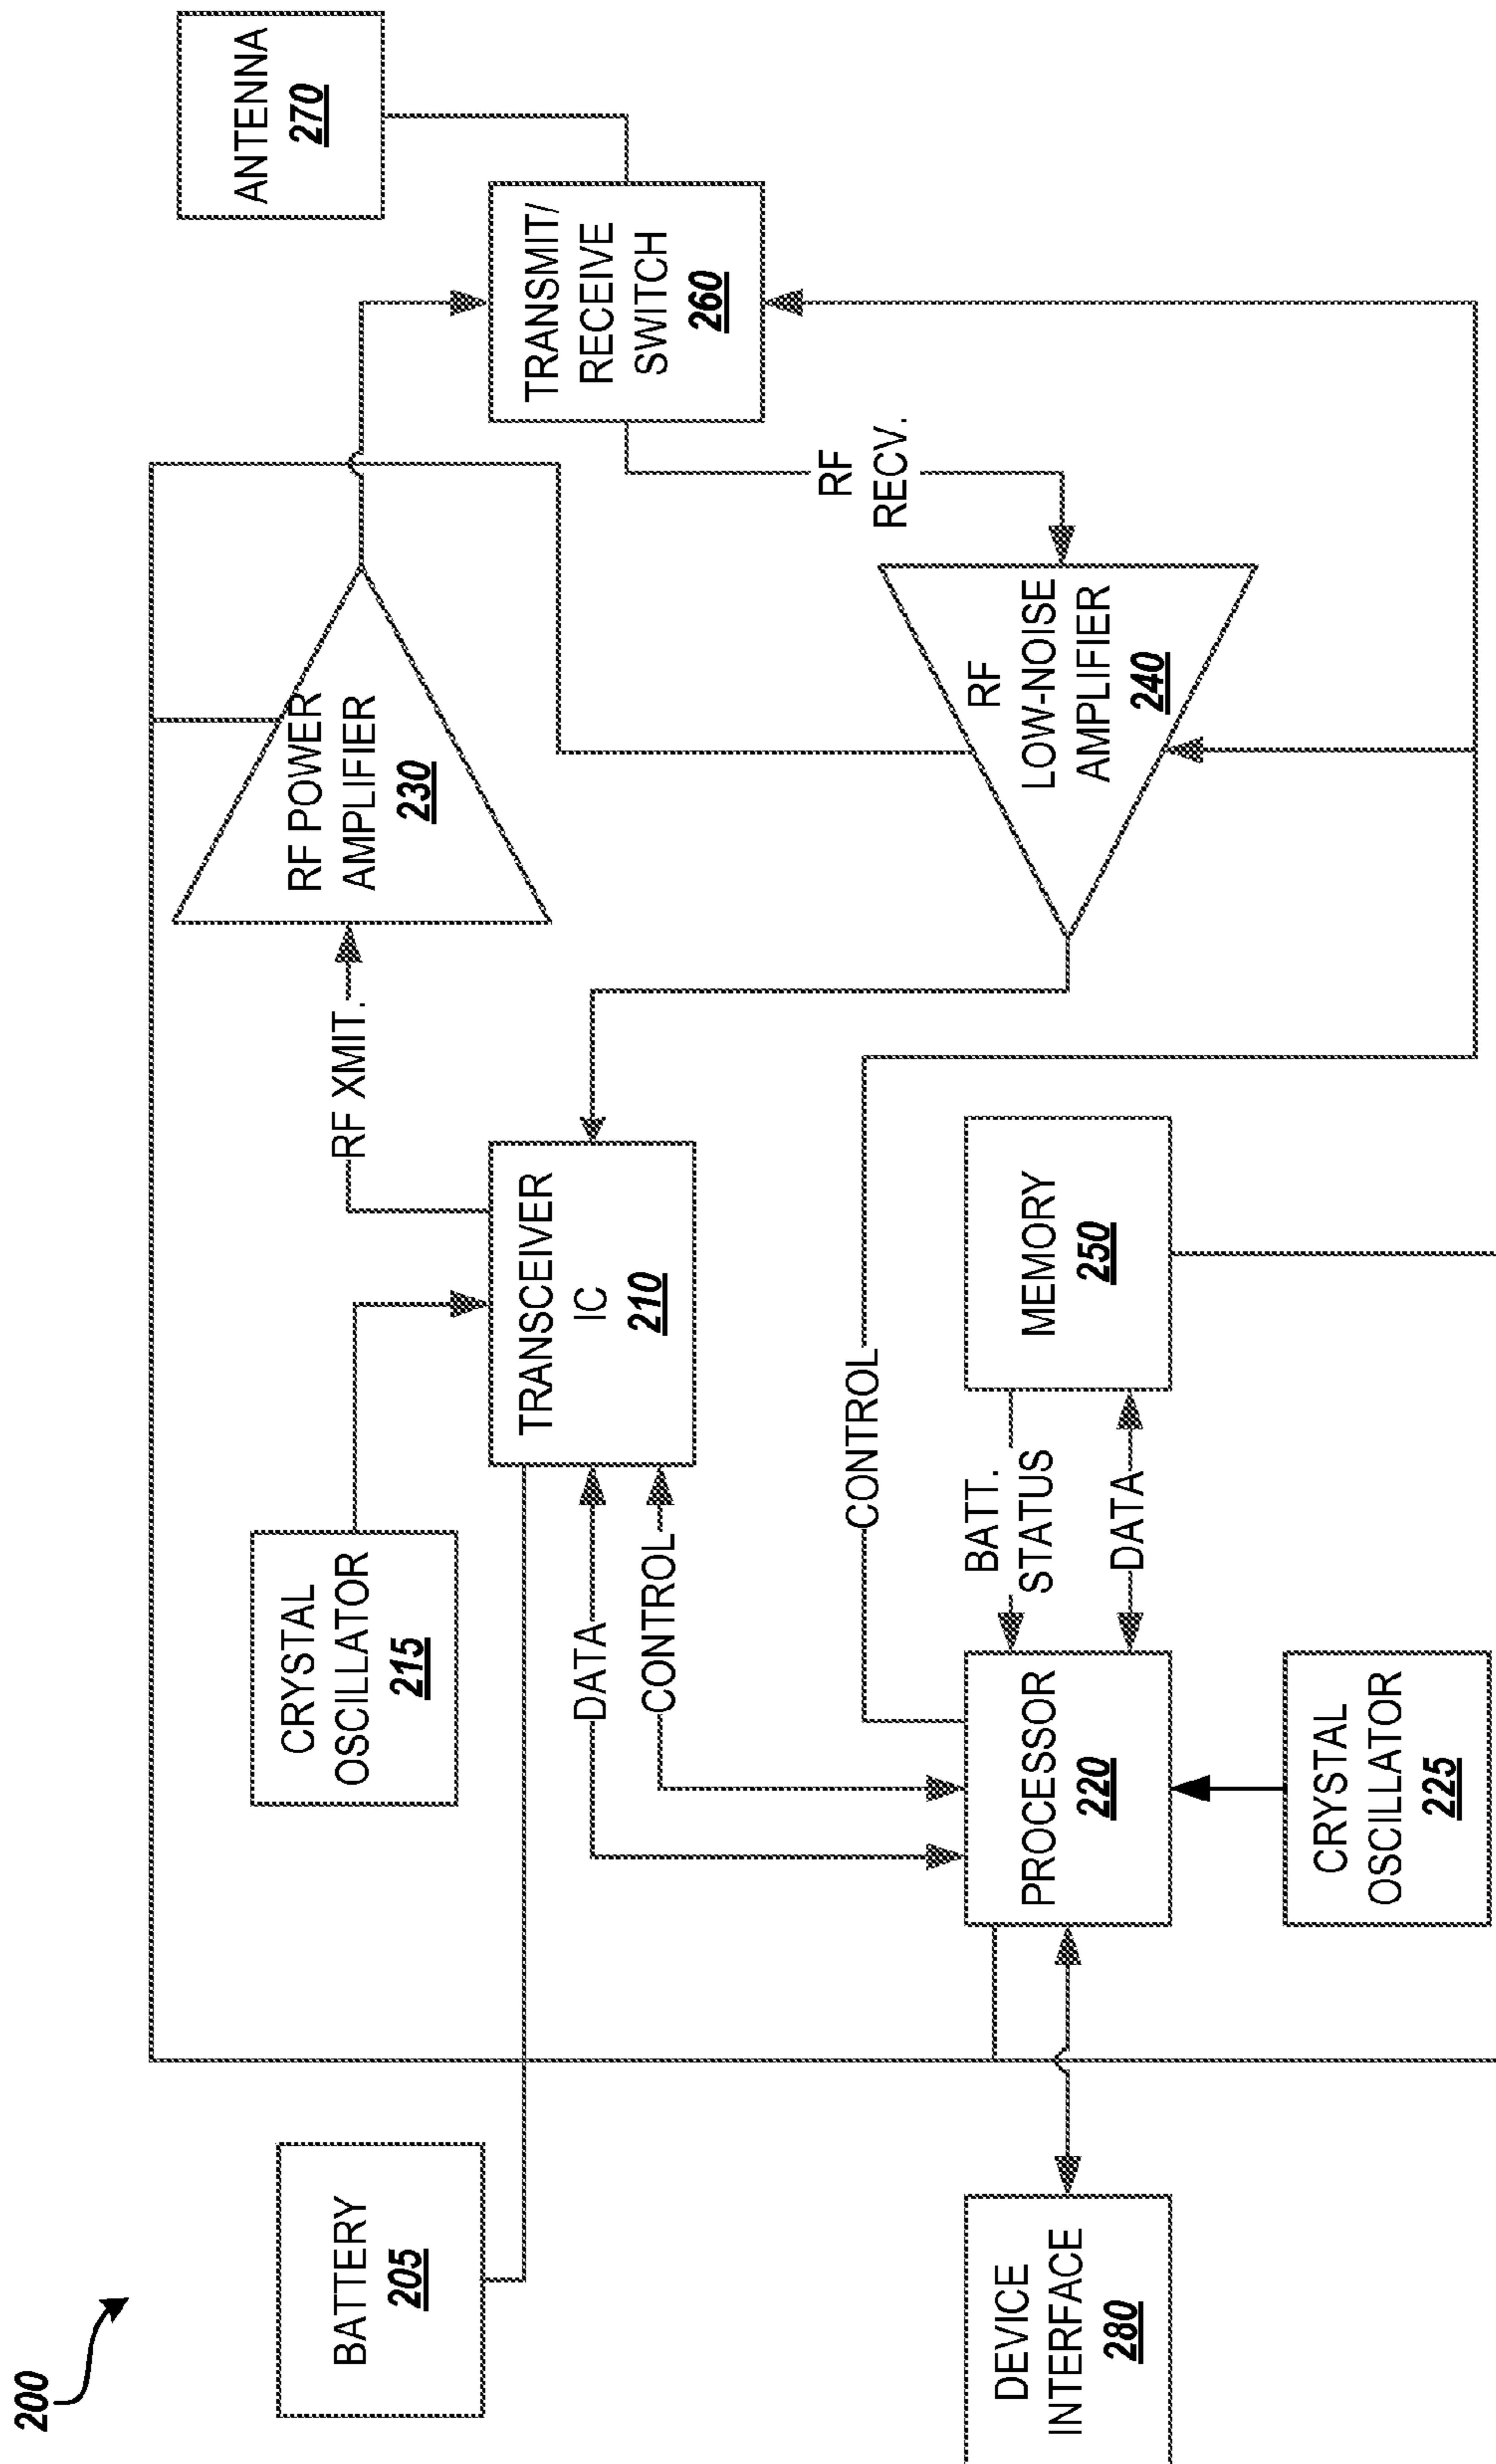 200
BATTERY
205
CRYSTAL
OSCILLATOR
215
RF XMIT.
RF POWER
AMPLIFIER
230
ANTENNA
270
TRANSCEIVER
IC
210
TRANSMIT/
RECEIVE
SWITCH
260
DATA
CONTROL
RF
RECV.
CONTROL
RF
LOW-NOISE
AMPLIFIER
240
DEVICE
INTERFACE
280
PROCESSOR
220
BATT.
STATUS
DATA
MEMORY
250
CRYSTAL
OSCILLATOR
225